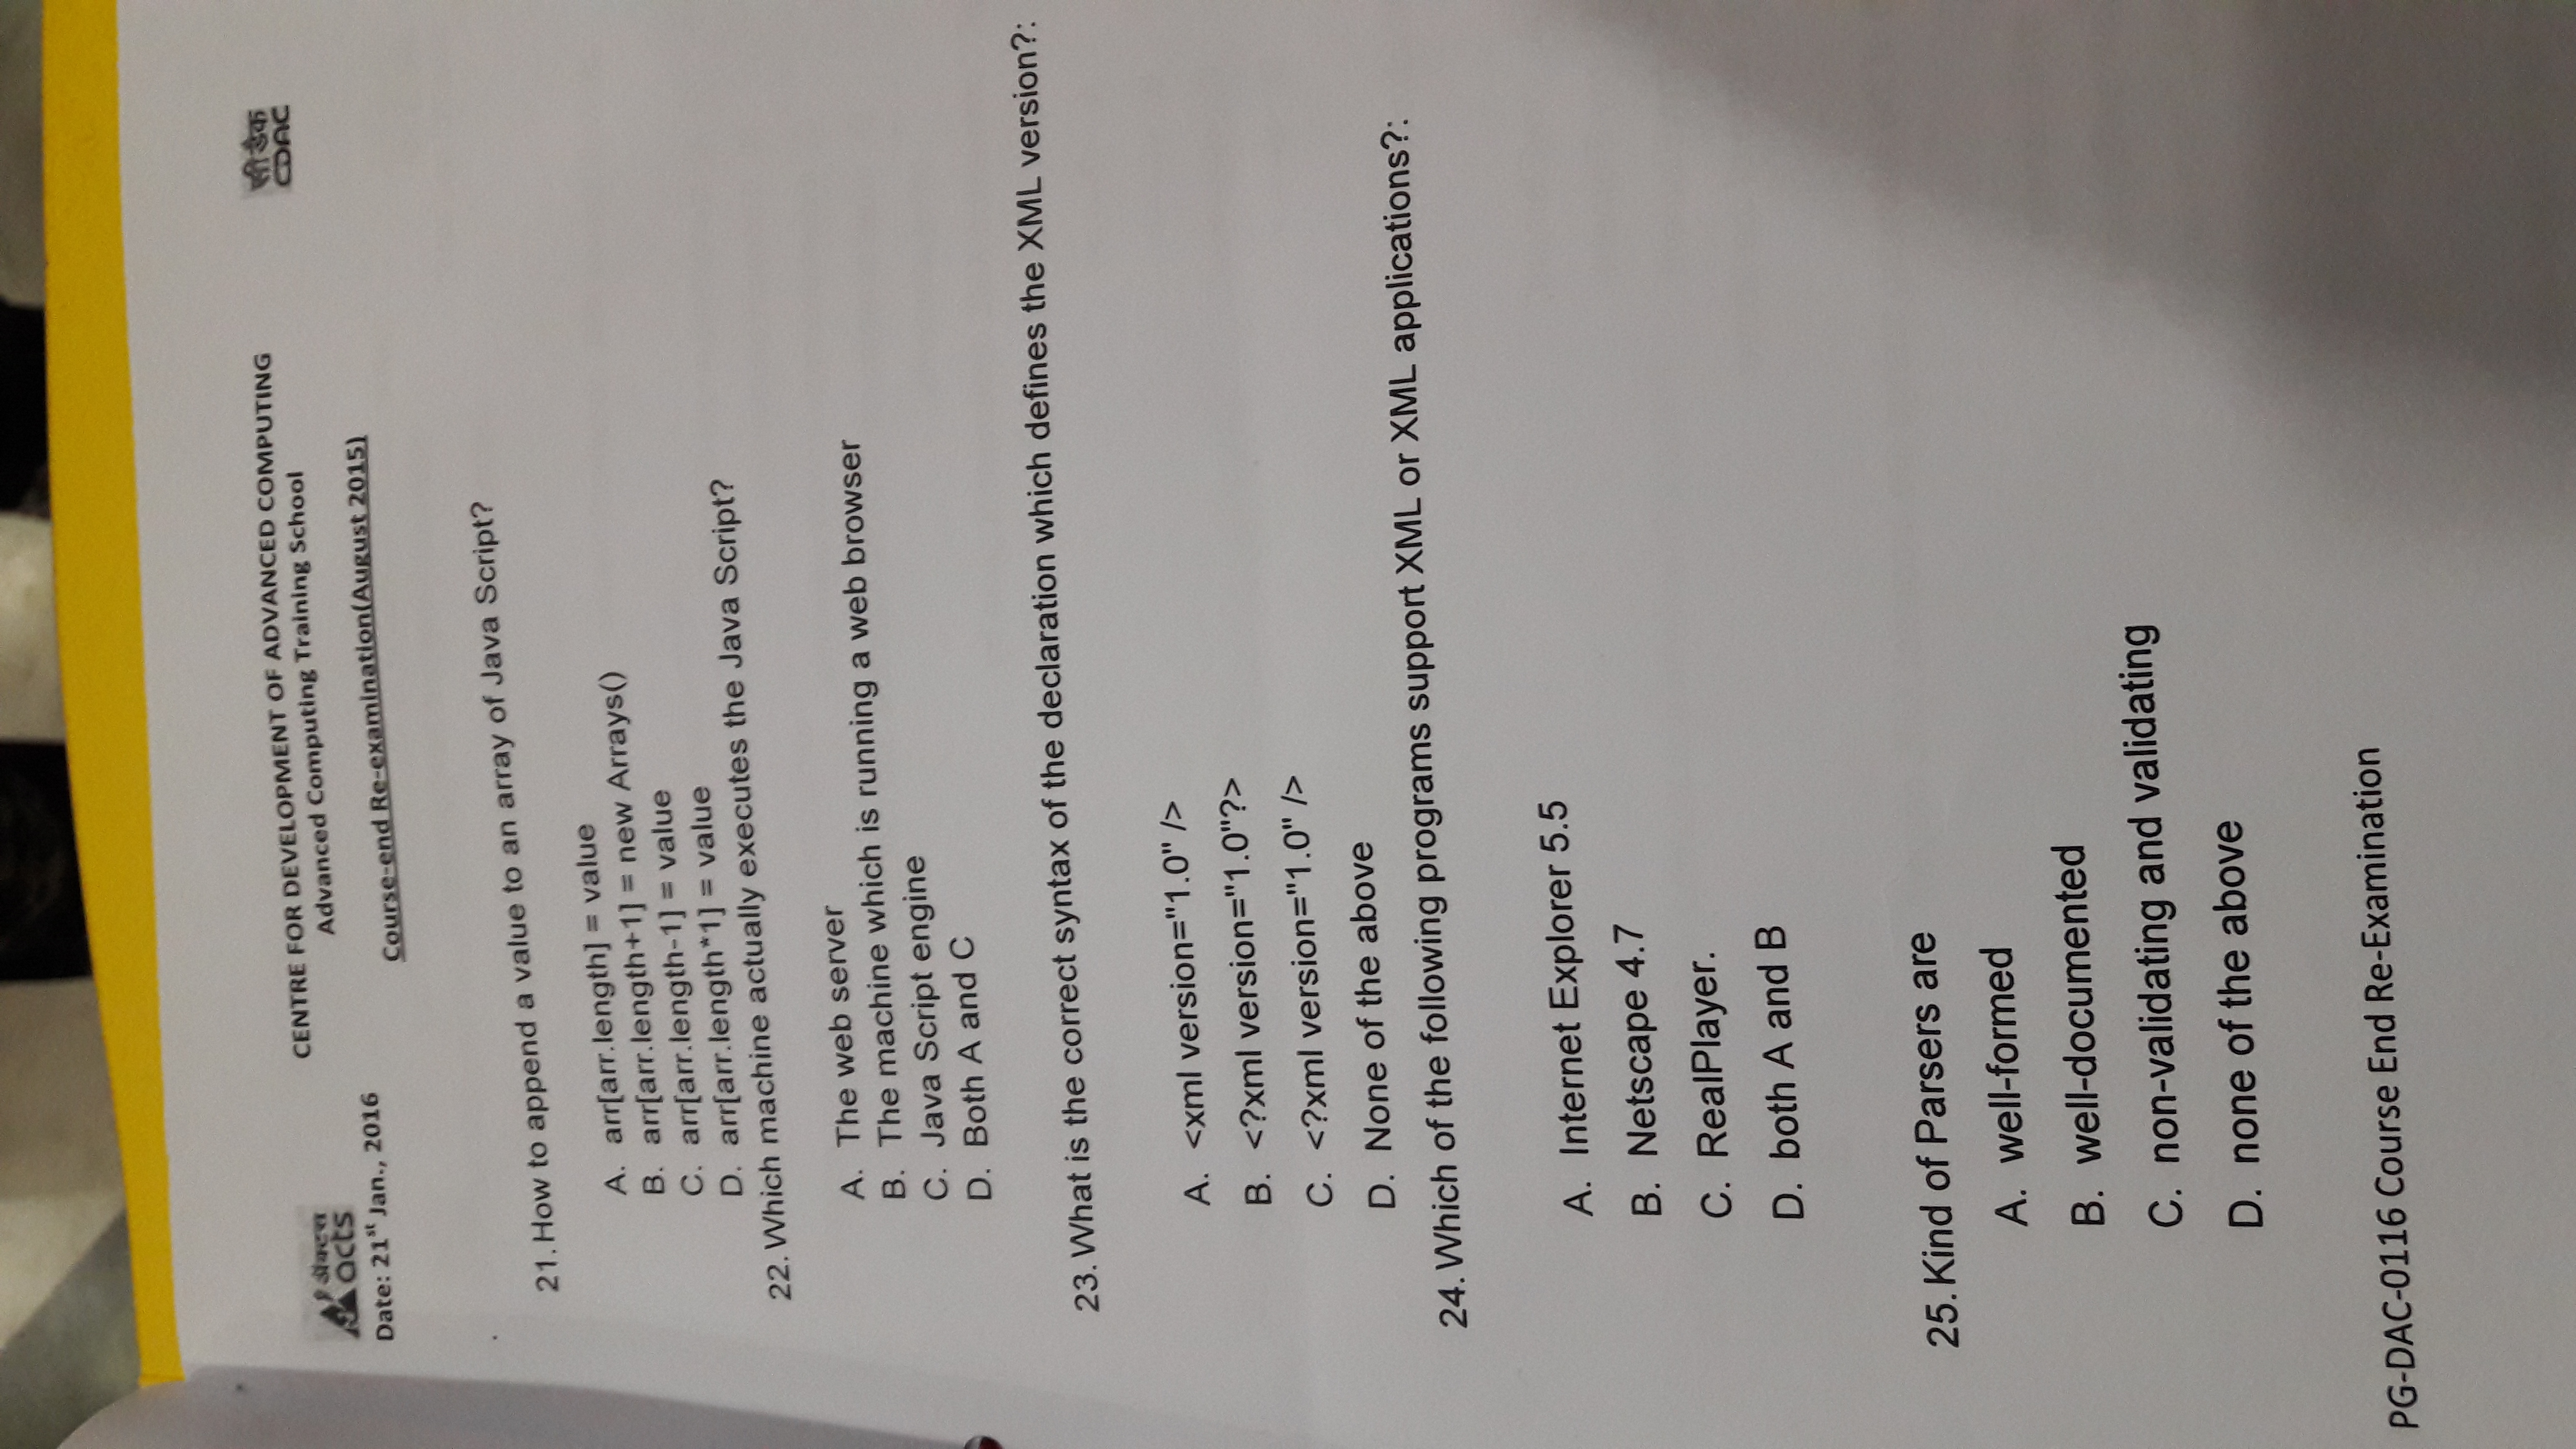 CENTRE FOR DEVELOPMENT OF ADVANCED COMPUTING
Advanced Computing Training School
सी डैक
CDAC
ॲक्टस
acts
Date: 21st Jan., 2016
Course-end Re-examination(August 2015)
21. How to append a value to an array of Java Script?
A. arr[arr.length] = value
B. arr[arr.length+1] = new Arrays()
C. arr[arr.length-1] = value
D. arr[arr.length*1] = value
22. Which machine actually executes the Java Script?
A. The web server
B. The machine which is running a web browser
C. Java Script engine
D. Both A and C
23. What is the correct syntax of the declaration which defines the XML version?:
A. <xml version="1.0" />
B. <?xml version="1.0"?>
C. <?xml version="1.0" />
D. None of the above
24. Which of the following programs support XML or XML applications?:
A. Internet Explorer 5.5
B. Netscape 4.7
C. RealPlayer.
D. both A and B
25. Kind of Parsers are
A. well-formed
B. well-documented
C. non-validating and validating
D. none of the above
PG-DAC-0116 Course End Re-Examination